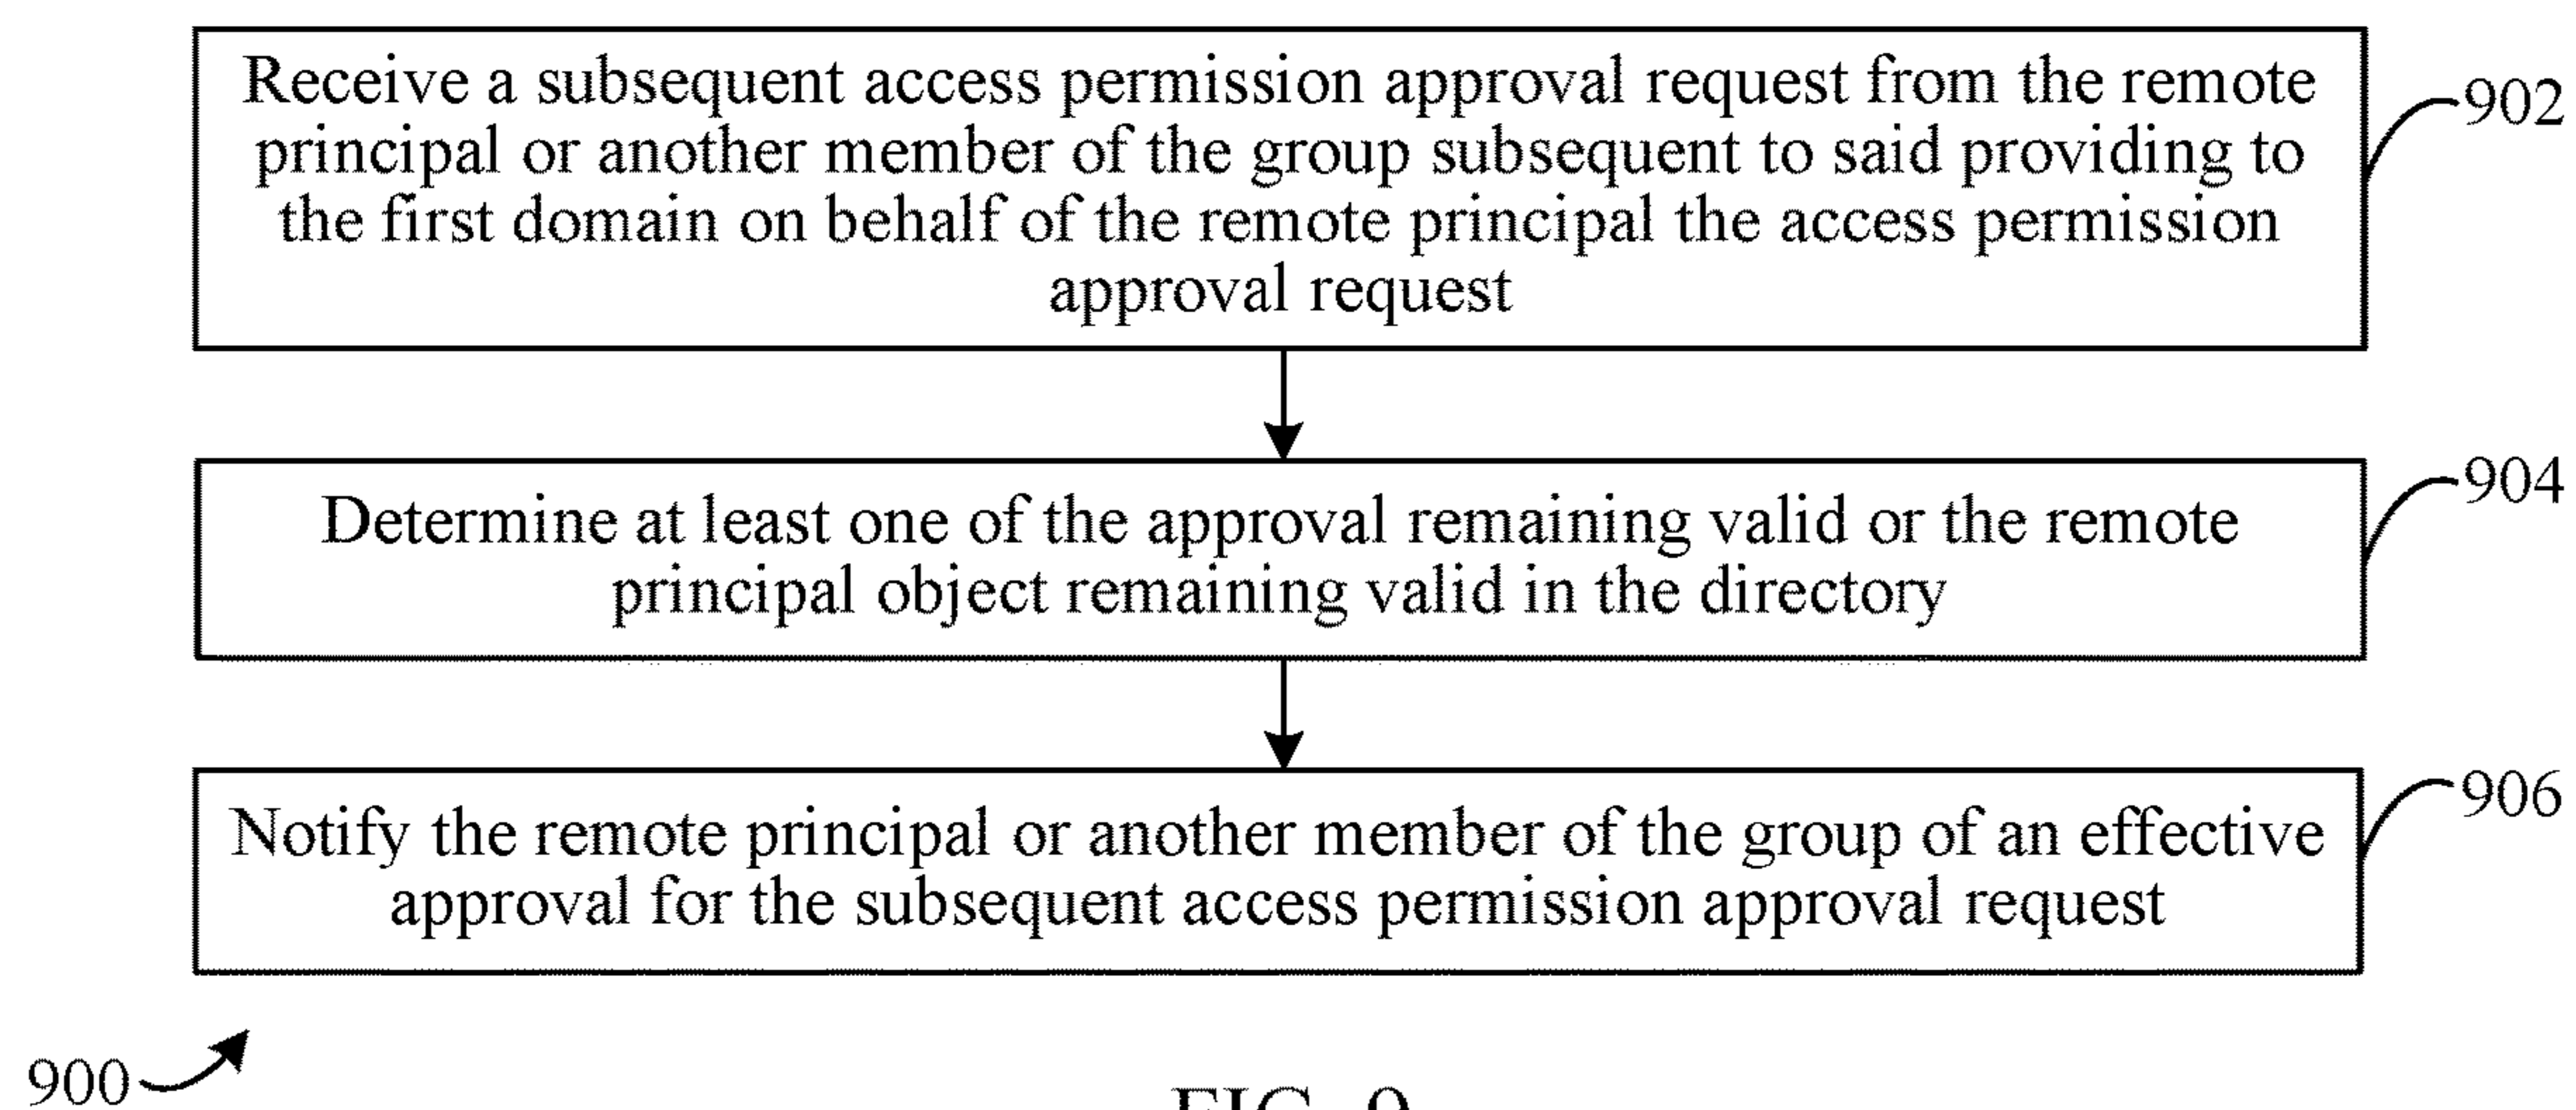 Receive a subsequent access permission approval request from the remote
principal or another member of the group subsequent to said providing to
the first domain on behalf of the remote principal the access permission
approval request
902
Determine at least one of the approval remaining valid or the remote
principal object remaining valid in the directory
904
Notify the remote principal or another member of the group of an effective
approval for the subsequent access permission approval request
906
900
FIG. 9